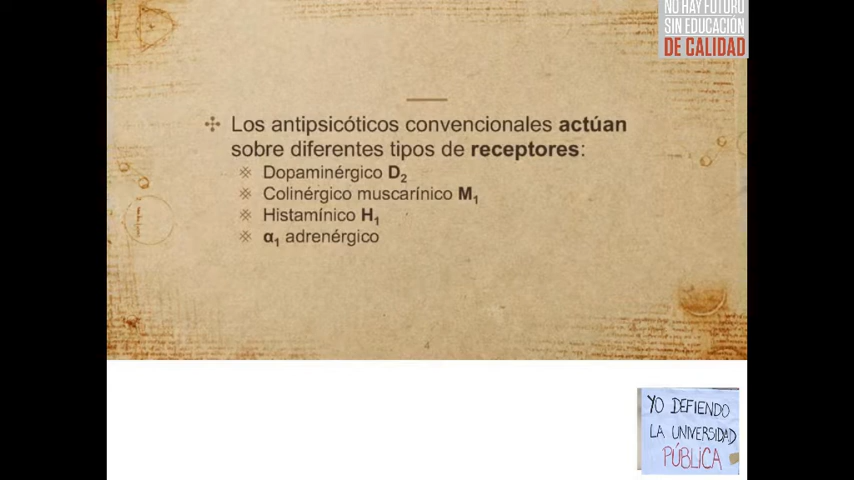 NO HAY FUTURO
SIN EDUCACIÓN
DE CALIDAD
Los antipsicóticos convencionales actúan
sobre diferentes tipos de receptores:
Dopaminérgico D₂
Colinérgico muscarínico M₁
Histamínico H₁
α₁ adrenérgico
4
YO DEFIENDO
LA UNIVERSIDAD
PÚBLICA